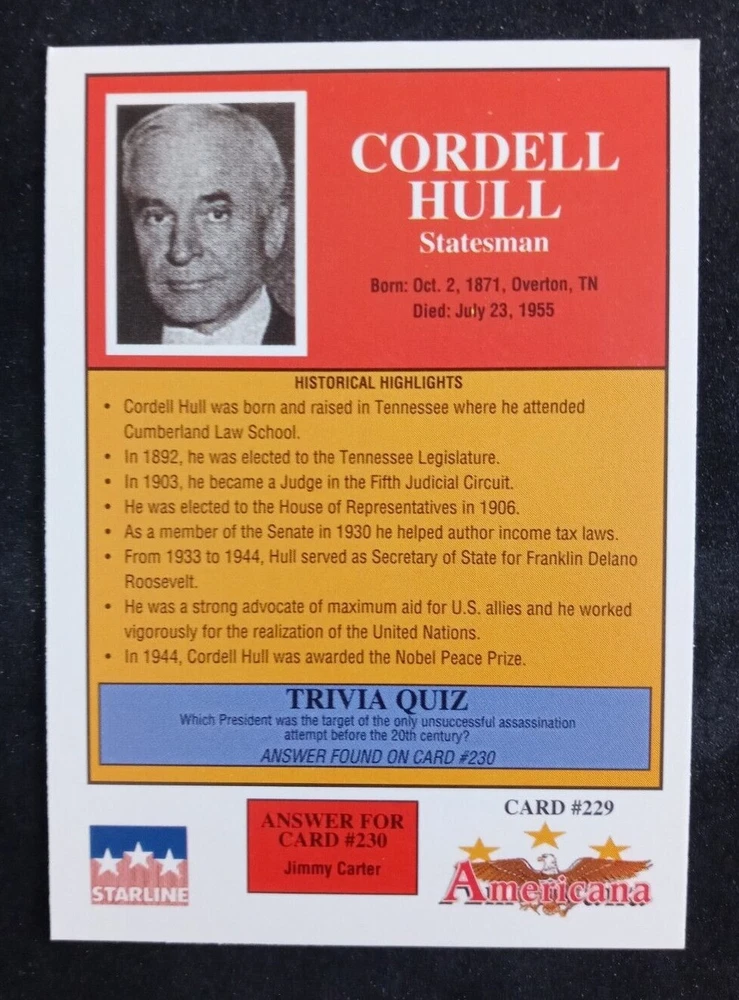 CORDELL
HULL
Statesman
Born: Oct. 2, 1871, Overton, TN
Died: July 23, 1955
HISTORICAL HIGHLIGHTS
• Cordell Hull was born and raised in Tennessee where he attended
Cumberland Law School.
• In 1892, he was elected to the Tennessee Legislature.
• In 1903, he became a Judge in the Fifth Judicial Circuit.
• He was elected to the House of Representatives in 1906.
• As a member of the Senate in 1930 he helped author income tax laws.
• From 1933 to 1944, Hull served as Secretary of State for Franklin Delano
Roosevelt.
• He was a strong advocate of maximum aid for U.S. allies and he worked
vigorously for the realization of the United Nations.
• In 1944, Cordell Hull was awarded the Nobel Peace Prize.
TRIVIA QUIZ
Which President was the target of the only unsuccessful assassination
attempt before the 20th century?
ANSWER FOUND ON CARD #230
CARD #229
ANSWER FOR
CARD #230
Jimmy Carter
STARLINE
Americana